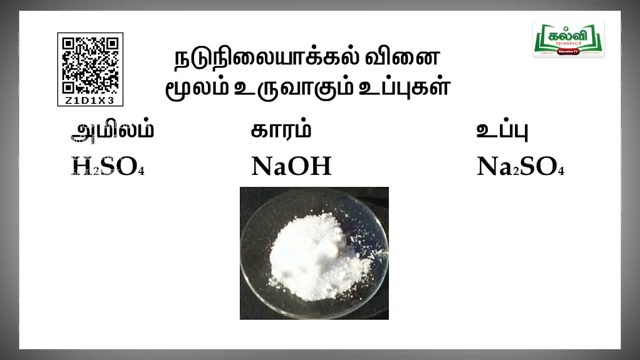 கல்வி
Z1D1X3
நடுநிலையாக்கல் வினை
மூலம் உருவாகும் உப்புகள்
அமிலம் காரம் உப்பு
H₂SO₄ NaOH Na₂SO₄